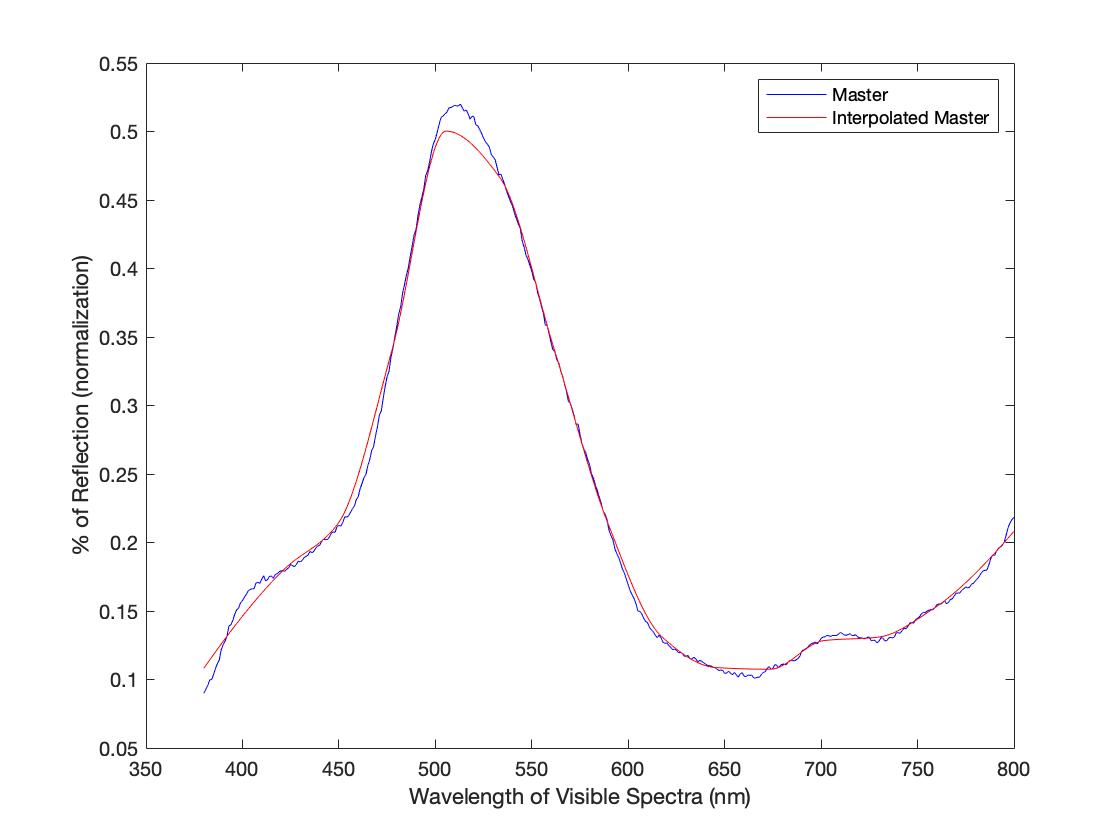 Master
Interpolated Master
0.55
0.5
0.45
0.4
0.35
0.3
0.25
0.2
0.15
0.1
0.05
% of Reflection (normalization)
350 400 450 500 550 600 650 700 750 800
Wavelength of Visible Spectra (nm)